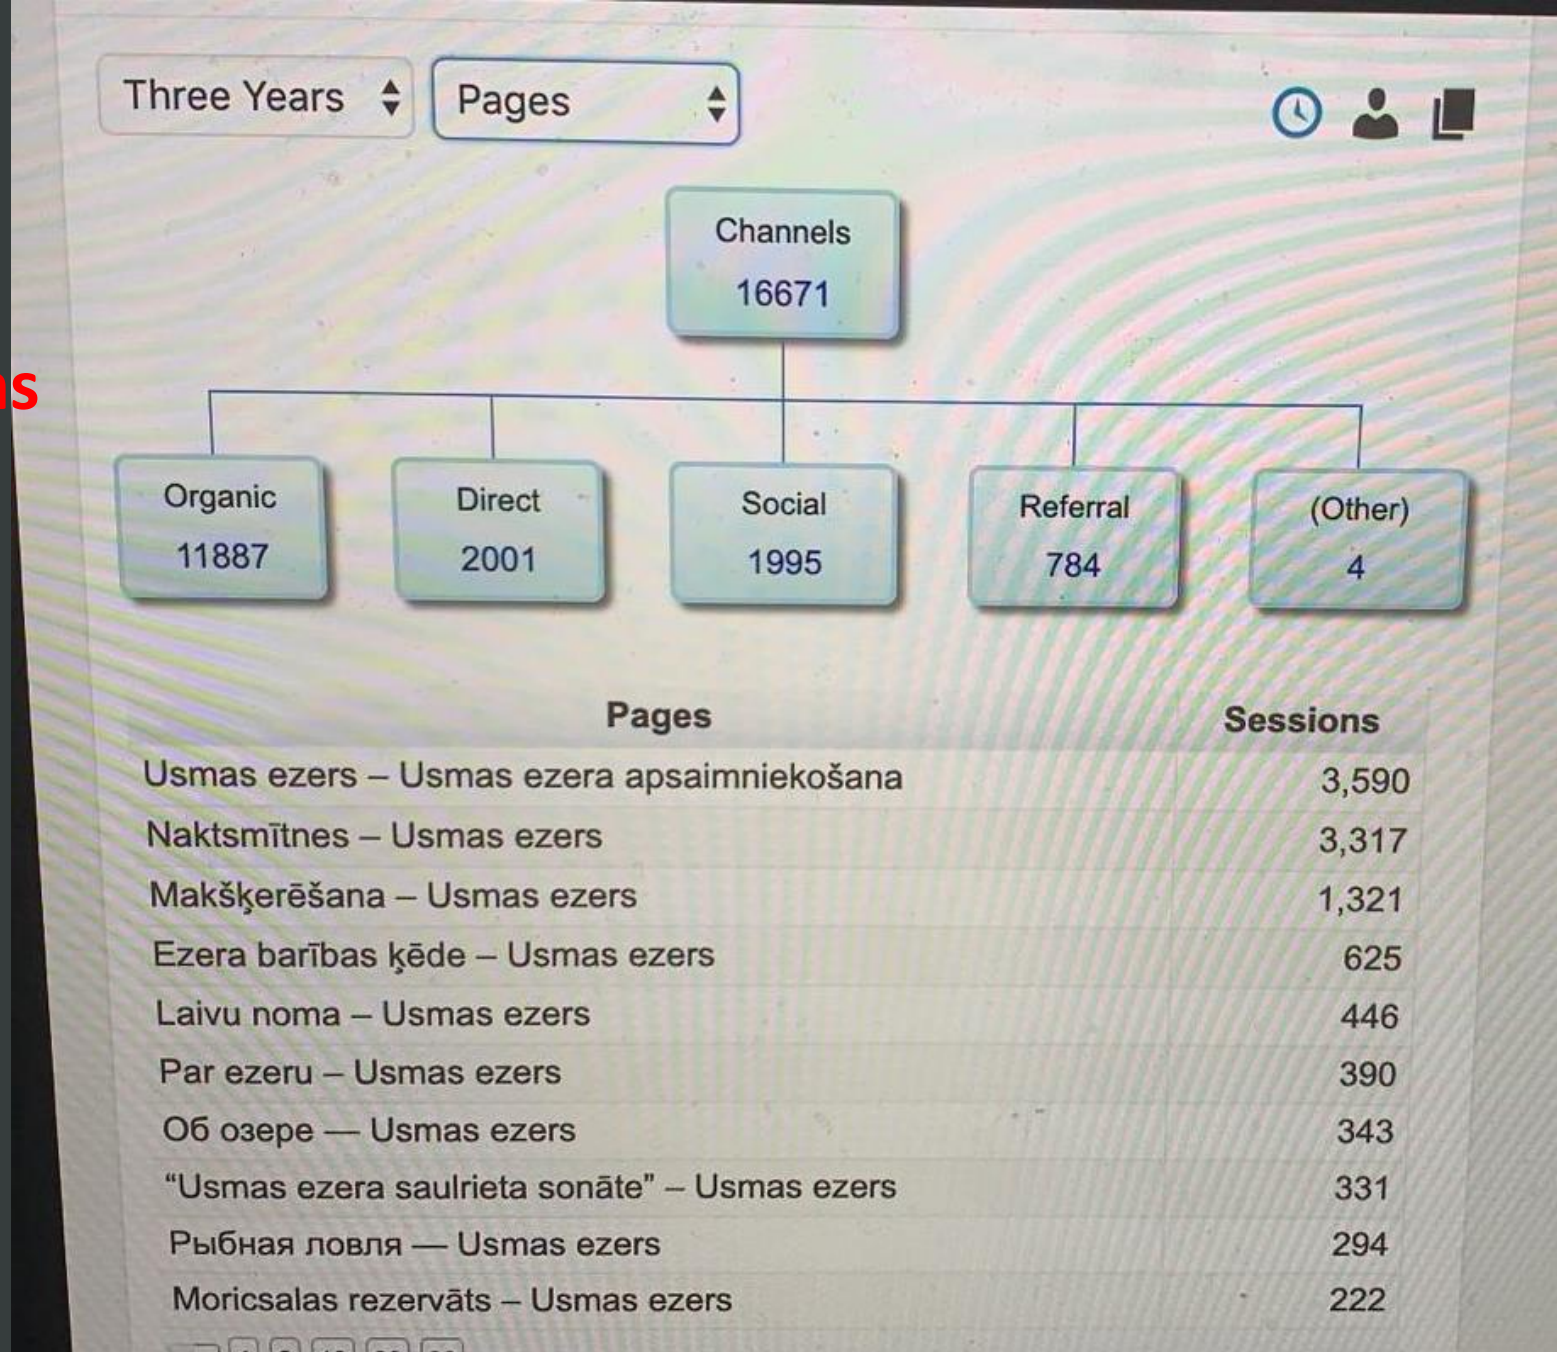 Three Years
Pages
Channels
16671
Organic
11887
Direct
2001
Social
1995
Referral
784
(Other)
4
Pages Sessions
Usmas ezers – Usmas ezera apsaimniekošana 3,590
Naktsmītnes – Usmas ezers 3,317
Makšķerēšana – Usmas ezers 1,321
Ezera barības ķēde – Usmas ezers 625
Laivu noma – Usmas ezers 446
Par ezeru – Usmas ezers 390
Об озере — Usmas ezers 343
“Usmas ezera saulrieta sonāte” – Usmas ezers 331
Рыбная ловля — Usmas ezers 294
Moricsalas rezervāts – Usmas ezers 222